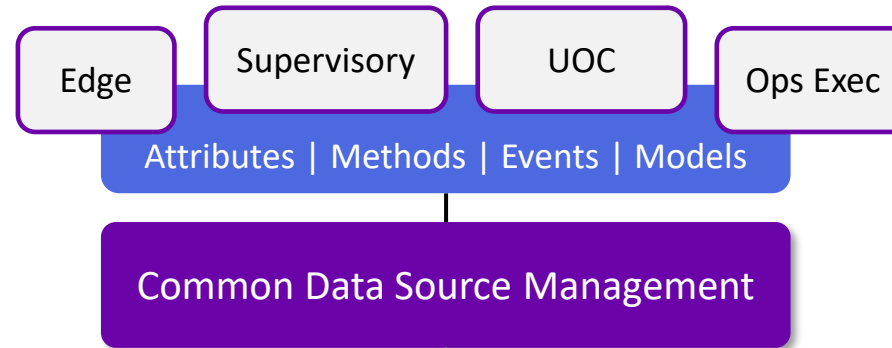 Edge
Supervisory
UOC
Ops Exec
Attributes | Methods | Events | Models
Common Data Source Management